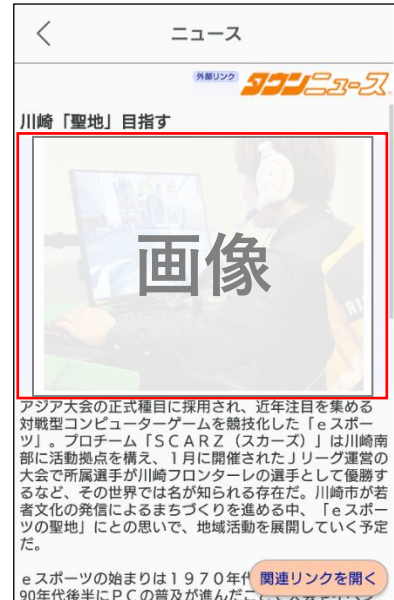 ニュース
外部リンク タウンニュース
川崎「聖地」目指す
画像
アジア大会の正式種目に採用され、近年注目を集める
対戦型コンピューターゲームを競技化した「ｅスポー
ツ」。プロチーム「ＳＣＡＲＺ（スカーズ）」は川崎南
部に活動拠点を構え、１月に開催されたＪリーグ運営の
大会で所属選手が川崎フロンターレの選手として優勝す
るなど、その世界では名が知られる存在だ。川崎市が若
者文化の発信によるまちづくりを進める中、「ｅスポー
ツの聖地」にとの思いで、地域活動を展開していく予定
だ。
ｅスポーツの始まりは１９７０年代
関連リンクを開く
90年代後半にＰＣの普及が進んだこと